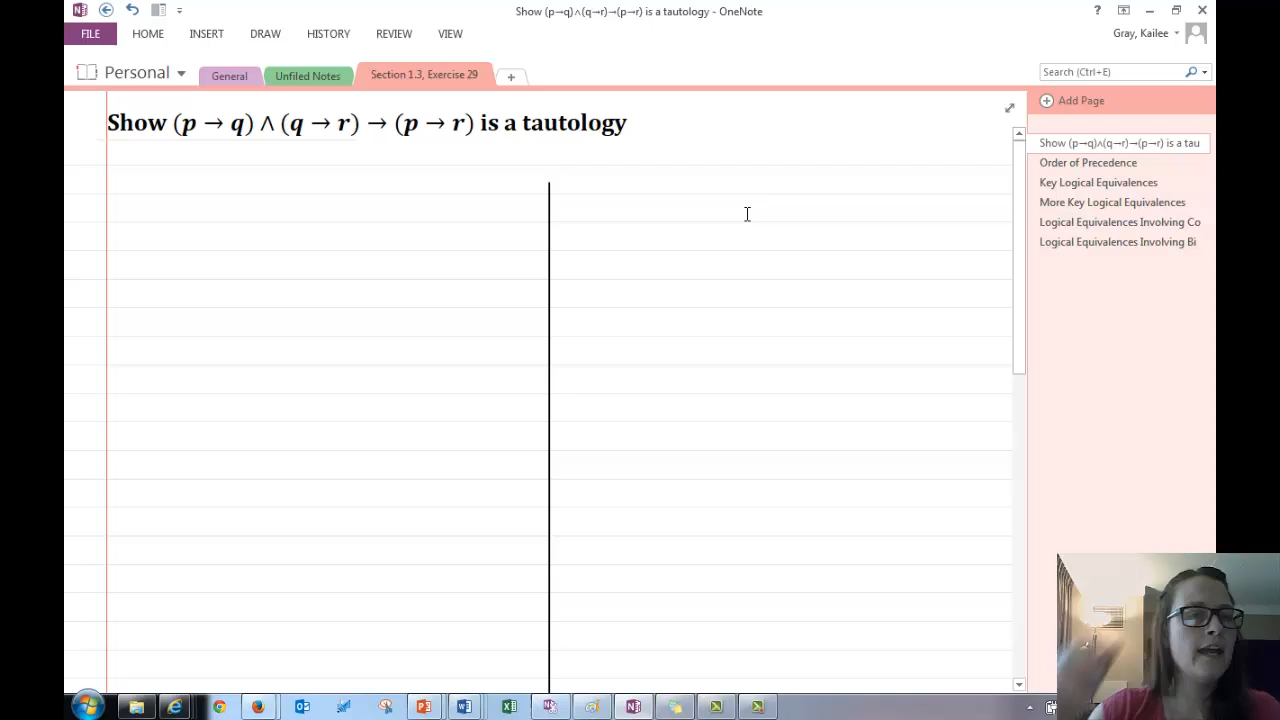 Show (p→q)∧(q→r)→(p→r) is a tautology - OneNote
?
FILE
HOME
INSERT
DRAW
HISTORY
REVIEW
VIEW
Gray, Kailee
Personal
General
Unfiled Notes
Section 1.3, Exercise 29
+
Search (Ctrl+E)
Show (p → q) ∧ (q → r) → (p → r) is a tautology
Add Page
Show (p→q)∧(q→r)→(p→r) is a tau
Order of Precedence
Key Logical Equivalences
More Key Logical Equivalences
Logical Equivalences Involving Co
Logical Equivalences Involving Bi